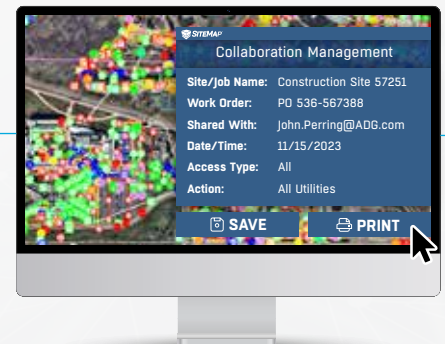 SITEMAP
Collaboration Management
Site/Job Name: Construction Site 57251
Work Order: PO 536-567388
Shared With: John.Perring@ADG.com
Date/Time: 11/15/2023
Access Type: All
Action: All Utilities
SAVE PRINT